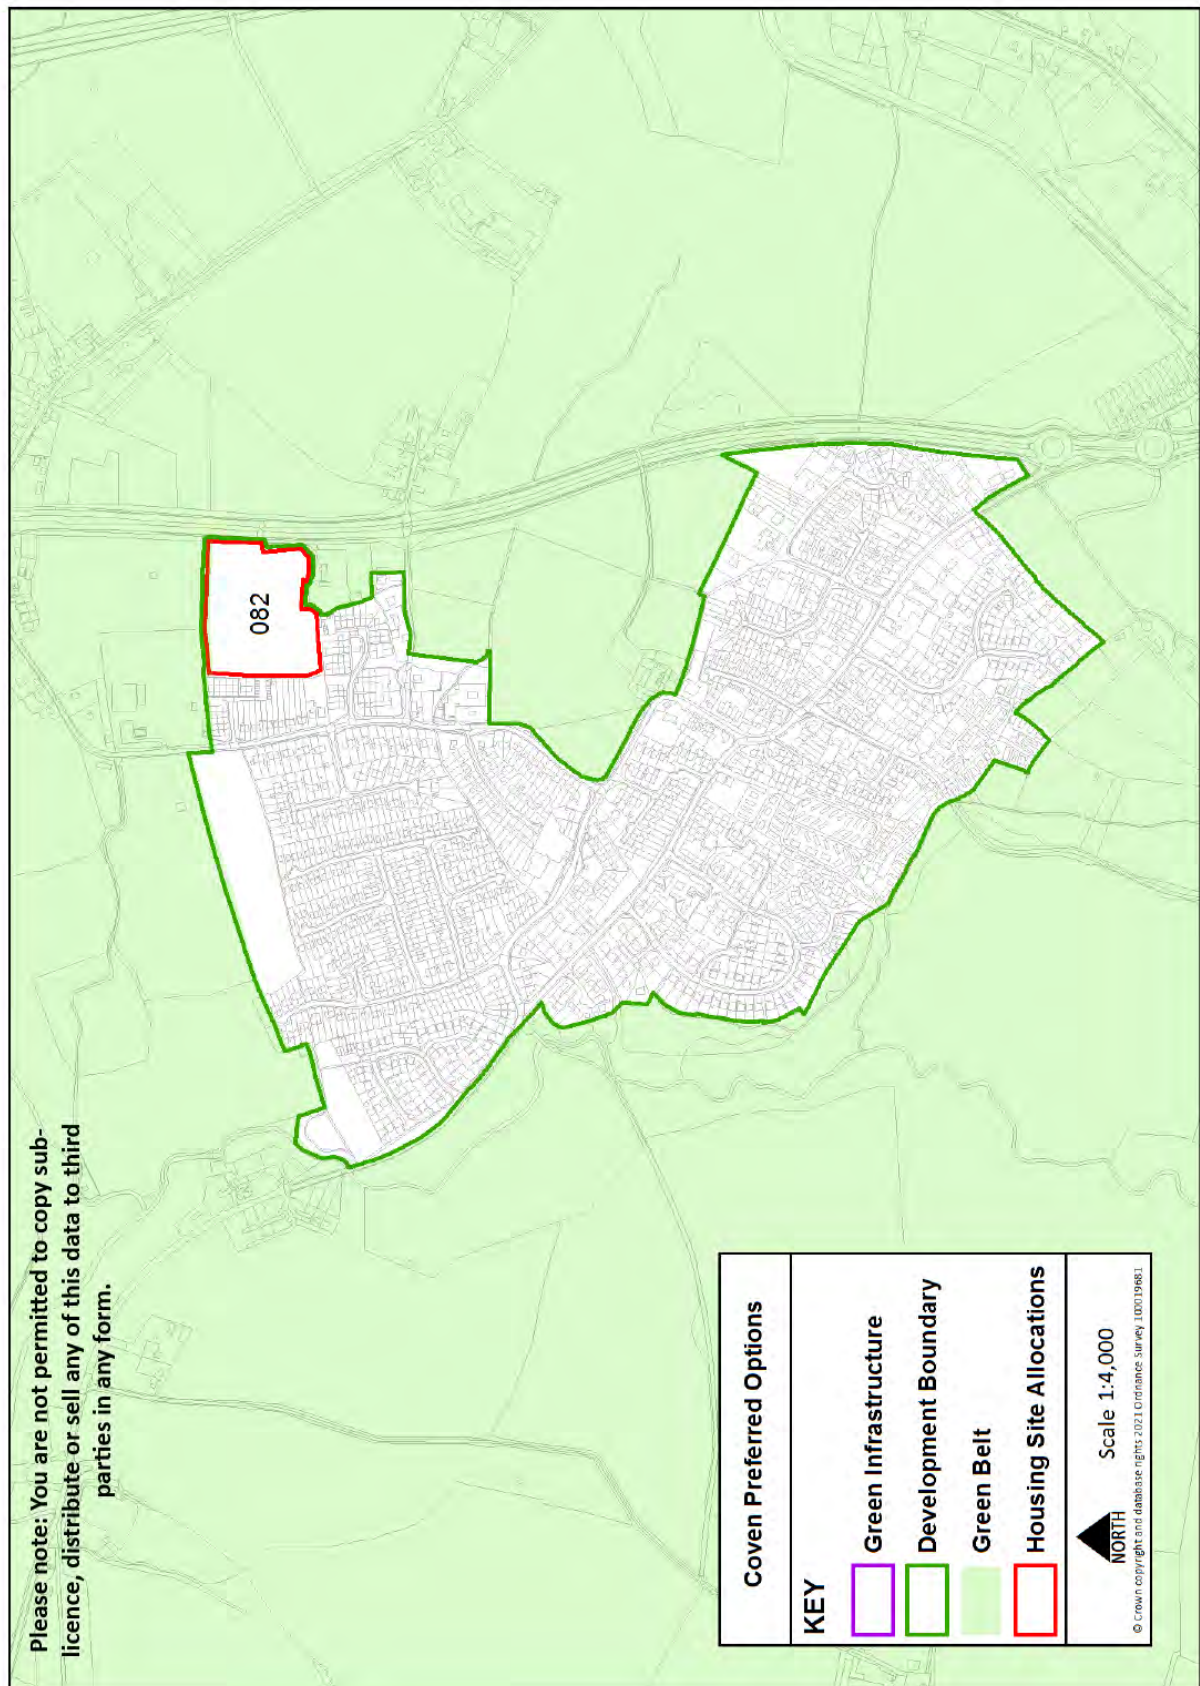 Please note: You are not permitted to copy sub-
licence, distribute or sell any of this data to third
parties in any form.
082
Coven Preferred Options
KEY
Green Infrastructure
Development Boundary
Green Belt
Housing Site Allocations
NORTH
Scale 1:4,000
© Crown copyright and database rights 2021 Ordnance Survey 100019681